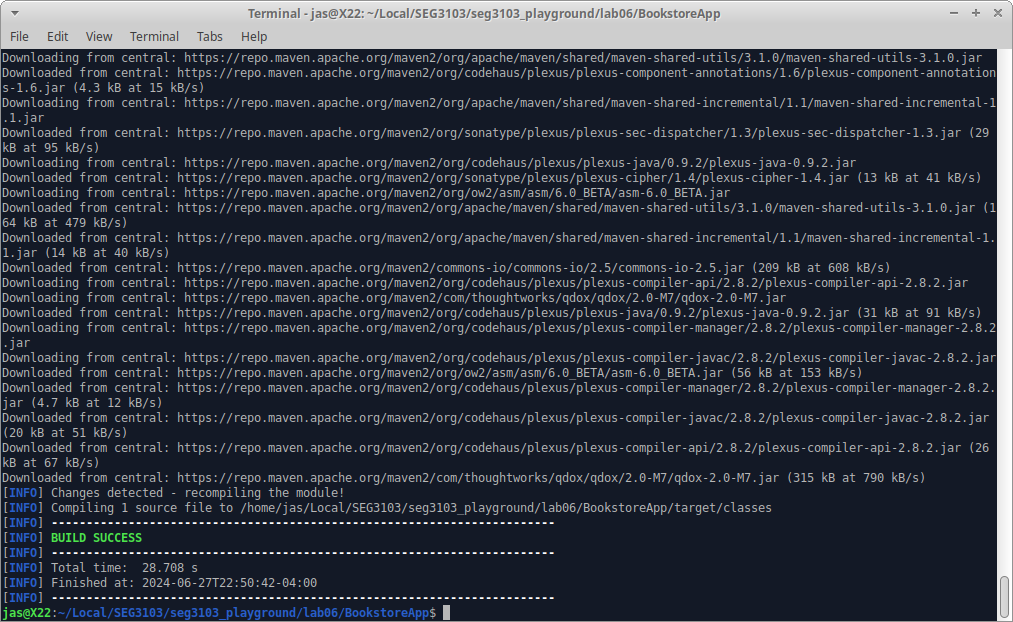 Terminal - jas@X22: ~/Local/SEG3103/seg3103_playground/lab06/BookstoreApp
File Edit View Terminal Tabs Help
Downloading from central: https://repo.maven.apache.org/maven2/org/apache/maven/shared/maven-shared-utils/3.1.0/maven-shared-utils-3.1.0.jar
Downloaded from central: https://repo.maven.apache.org/maven2/org/codehaus/plexus/plexus-component-annotations/1.6/plexus-component-annotation
s-1.6.jar (4.3 kB at 15 kB/s)
Downloading from central: https://repo.maven.apache.org/maven2/org/apache/maven/shared/maven-shared-incremental/1.1/maven-shared-incremental-1
.1.jar
Downloaded from central: https://repo.maven.apache.org/maven2/org/sonatype/plexus/plexus-sec-dispatcher/1.3/plexus-sec-dispatcher-1.3.jar (29
kB at 95 kB/s)
Downloading from central: https://repo.maven.apache.org/maven2/org/codehaus/plexus/plexus-java/0.9.2/plexus-java-0.9.2.jar
Downloaded from central: https://repo.maven.apache.org/maven2/org/sonatype/plexus/plexus-cipher/1.4/plexus-cipher-1.4.jar (13 kB at 41 kB/s)
Downloading from central: https://repo.maven.apache.org/maven2/org/ow2/asm/asm/6.0_BETA/asm-6.0_BETA.jar
Downloaded from central: https://repo.maven.apache.org/maven2/org/apache/maven/shared/maven-shared-utils/3.1.0/maven-shared-utils-3.1.0.jar (1
64 kB at 479 kB/s)
Downloaded from central: https://repo.maven.apache.org/maven2/org/apache/maven/shared/maven-shared-incremental/1.1/maven-shared-incremental-1.
1.jar (14 kB at 40 kB/s)
Downloaded from central: https://repo.maven.apache.org/maven2/commons-io/commons-io/2.5/commons-io-2.5.jar (209 kB at 608 kB/s)
Downloading from central: https://repo.maven.apache.org/maven2/org/codehaus/plexus/plexus-compiler-api/2.8.2/plexus-compiler-api-2.8.2.jar
Downloading from central: https://repo.maven.apache.org/maven2/com/thoughtworks/qdox/qdox/2.0-M7/qdox-2.0-M7.jar
Downloaded from central: https://repo.maven.apache.org/maven2/org/codehaus/plexus/plexus-java/0.9.2/plexus-java-0.9.2.jar (31 kB at 91 kB/s)
Downloading from central: https://repo.maven.apache.org/maven2/org/codehaus/plexus/plexus-compiler-manager/2.8.2/plexus-compiler-manager-2.8.2
.jar
Downloading from central: https://repo.maven.apache.org/maven2/org/codehaus/plexus/plexus-compiler-javac/2.8.2/plexus-compiler-javac-2.8.2.jar
Downloaded from central: https://repo.maven.apache.org/maven2/org/ow2/asm/asm/6.0_BETA/asm-6.0_BETA.jar (56 kB at 153 kB/s)
Downloaded from central: https://repo.maven.apache.org/maven2/org/codehaus/plexus/plexus-compiler-manager/2.8.2/plexus-compiler-manager-2.8.2.
jar (4.7 kB at 12 kB/s)
Downloaded from central: https://repo.maven.apache.org/maven2/org/codehaus/plexus/plexus-compiler-javac/2.8.2/plexus-compiler-javac-2.8.2.jar
(20 kB at 51 kB/s)
Downloaded from central: https://repo.maven.apache.org/maven2/org/codehaus/plexus/plexus-compiler-api/2.8.2/plexus-compiler-api-2.8.2.jar (26
kB at 67 kB/s)
Downloaded from central: https://repo.maven.apache.org/maven2/com/thoughtworks/qdox/qdox/2.0-M7/qdox-2.0-M7.jar (315 kB at 790 kB/s)
[INFO] Changes detected - recompiling the module!
[INFO] Compiling 1 source file to /home/jas/Local/SEG3103/seg3103_playground/lab06/BookstoreApp/target/classes
[INFO] ------------------------------------------------------------------------
[INFO] BUILD SUCCESS
[INFO] ------------------------------------------------------------------------
[INFO] Total time:  28.708 s
[INFO] Finished at: 2024-06-27T22:50:42-04:00
[INFO] ------------------------------------------------------------------------
jas@X22:~/Local/SEG3103/seg3103_playground/lab06/BookstoreApp$